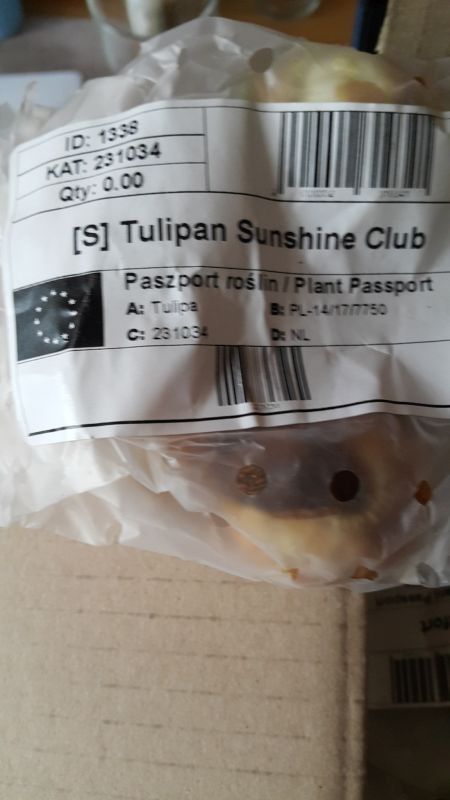 ID: 1338
KAT: 231034
Qty: 0.00
[S] Tulipan Sunshine Club
Paszport roślin / Plant Passport
A: Tulipa B: PL-14/17/7750
C: 231034 D: NL